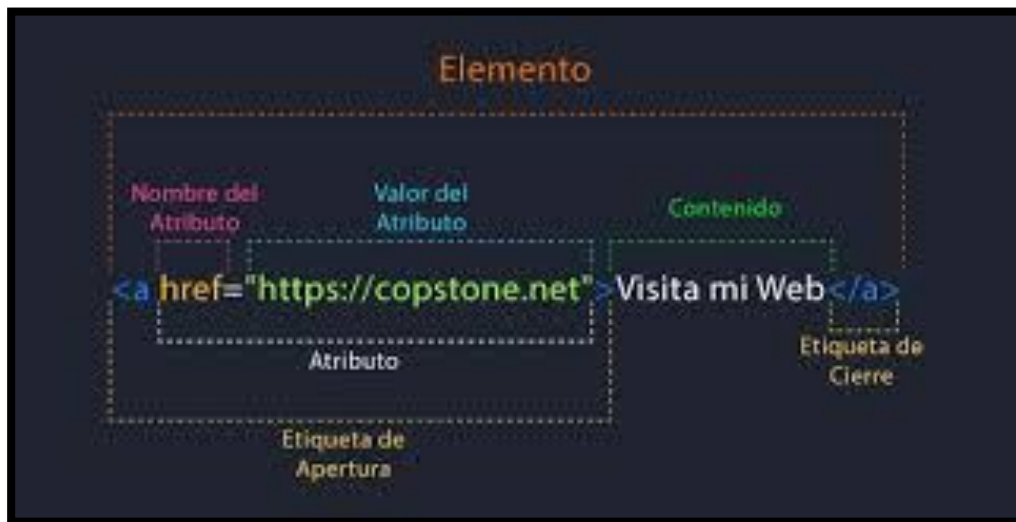 Elemento
Nombre del
Atributo
Valor del
Atributo
Contenido
<a href="https://copstone.net">Visita mi Web</a>
Atributo
Etiqueta de
Cierre
Etiqueta de
Apertura